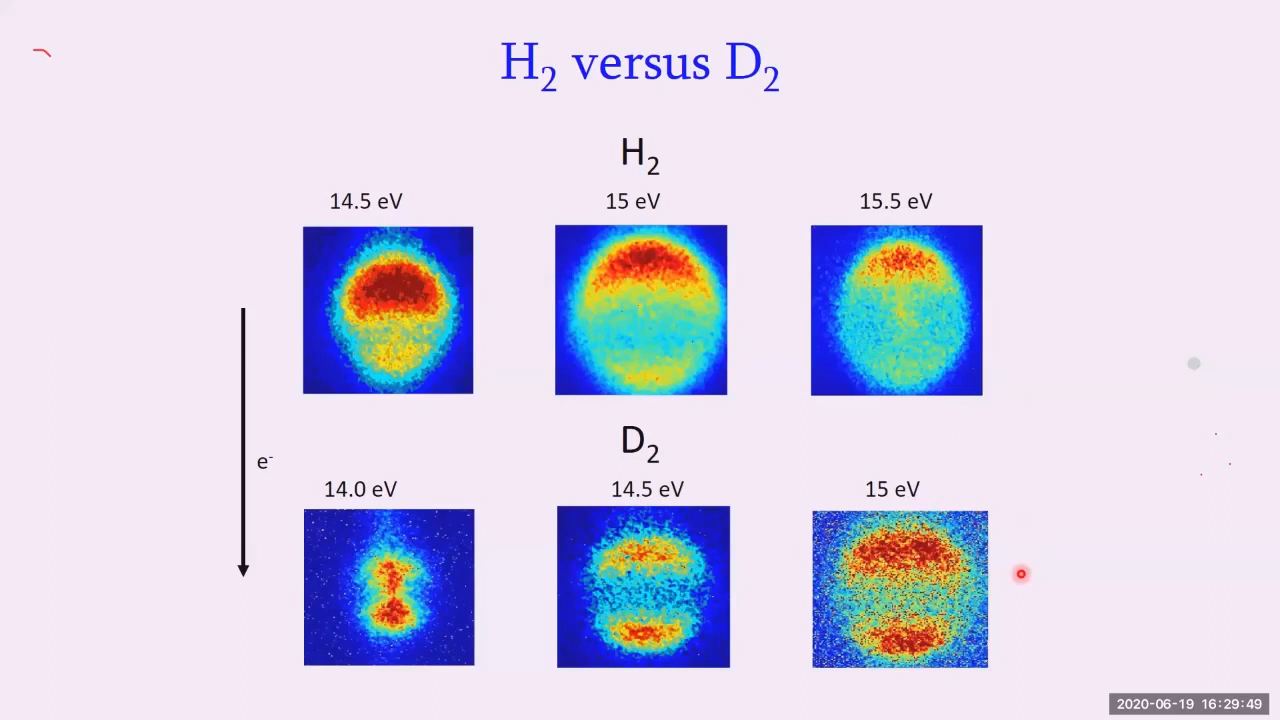 H₂ versus D₂
H₂
14.5 eV 15 eV 15.5 eV
e⁻
D₂
14.0 eV 14.5 eV 15 eV
2020-06-19 16:29:49